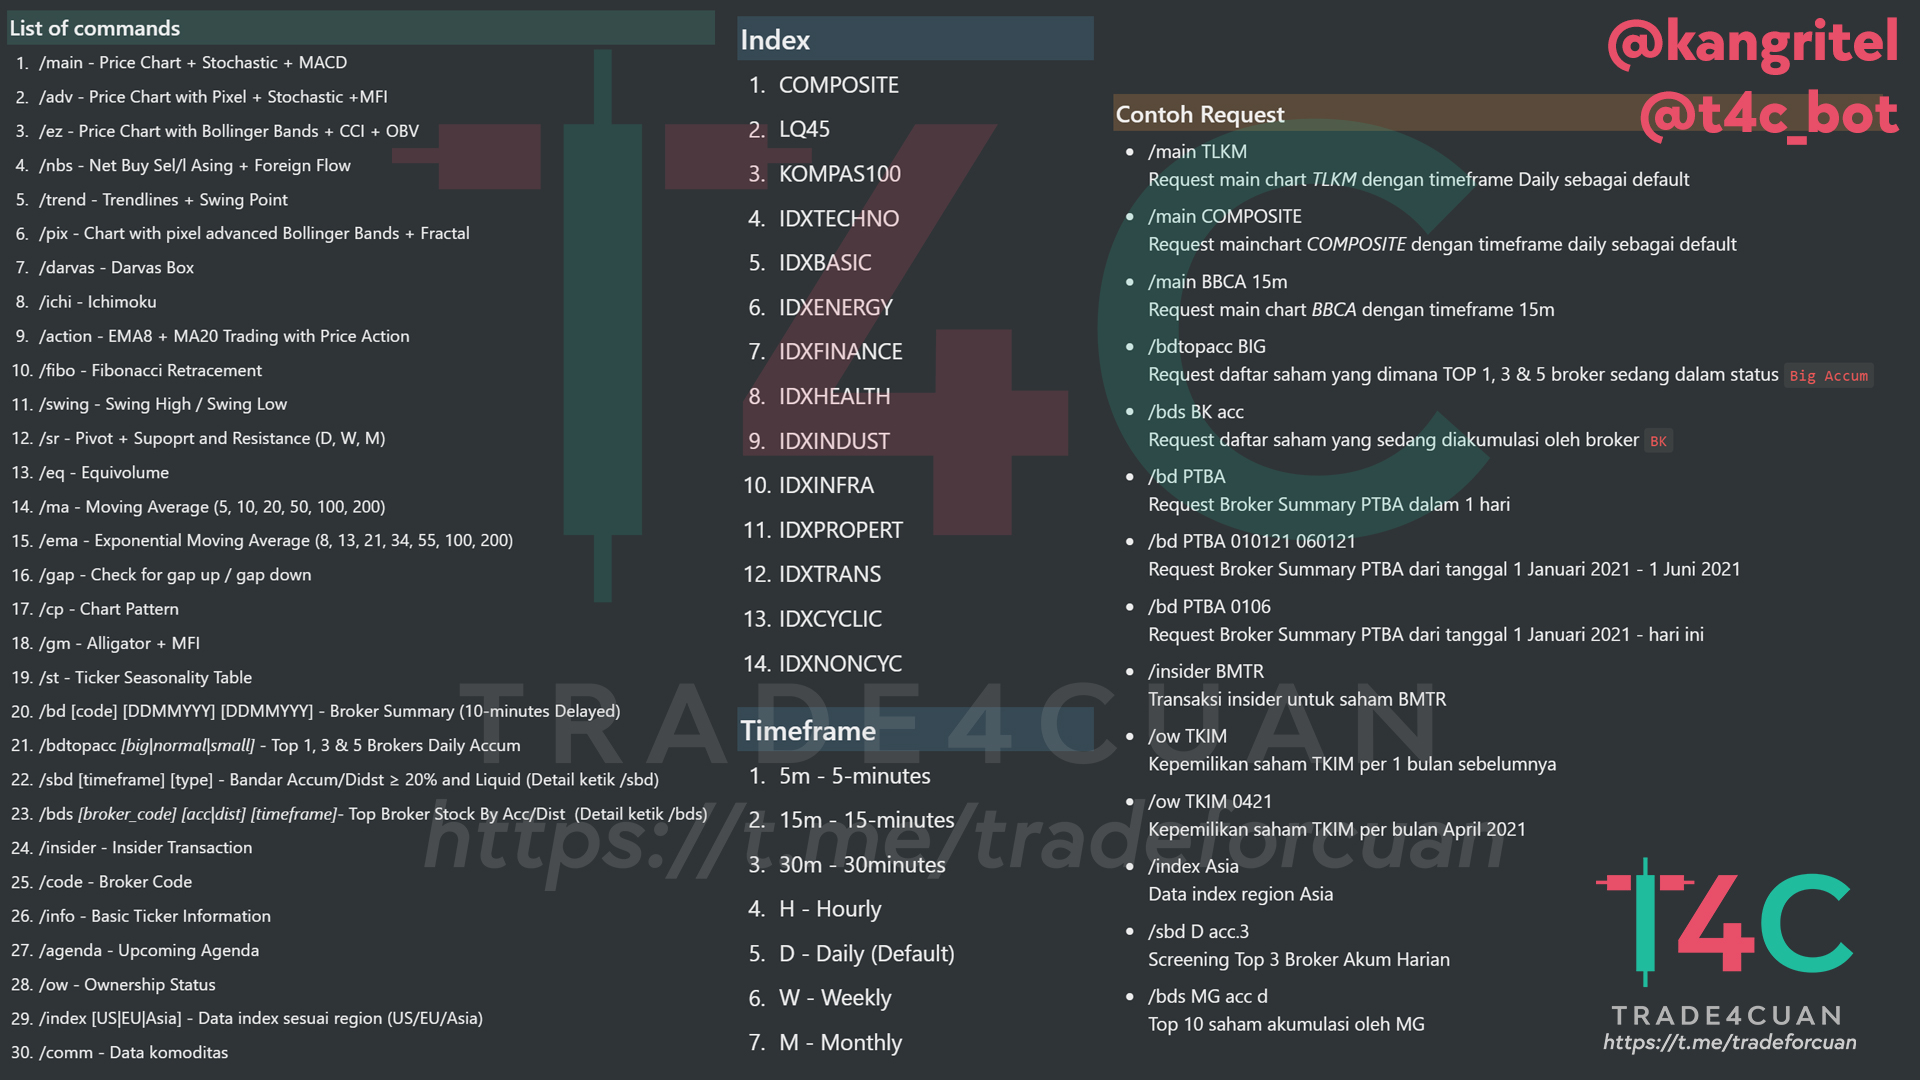 List of commands
1. /main - Price Chart + Stochastic + MACD
2. /adv - Price Chart with Pixel + Stochastic +MFI
3. /ez - Price Chart with Bollinger Bands + CCI + OBV
4. /nbs - Net Buy Sel/l Asing + Foreign Flow
5. /trend - Trendlines + Swing Point
6. /pix - Chart with pixel advanced Bollinger Bands + Fractal
7. /darvas - Darvas Box
8. /ichi - Ichimoku
9. /action - EMA8 + MA20 Trading with Price Action
10. /fibo - Fibonacci Retracement
11. /swing - Swing High / Swing Low
12. /sr - Pivot + Supoprt and Resistance (D, W, M)
13. /eq - Equivolume
14. /ma - Moving Average (5, 10, 20, 50, 100, 200)
15. /ema - Exponential Moving Average (8, 13, 21, 34, 55, 100, 200)
16. /gap - Check for gap up / gap down
17. /cp - Chart Pattern
18. /gm - Alligator + MFI
19. /st - Ticker Seasonality Table
20. /bd [code] [DDMMYYY] [DDMMYYY] - Broker Summary (10-minutes Delayed)
21. /bdtopacc [big|normal|small] - Top 1, 3 & 5 Brokers Daily Accum
22. /sbd [timeframe] [type] - Bandar Accum/Didst ≥ 20% and Liquid (Detail ketik /sbd)
23. /bds [broker_code] [acc|dist] [timeframe]- Top Broker Stock By Acc/Dist (Detail ketik /bds)
24. /insider - Insider Transaction
25. /code - Broker Code
26. /info - Basic Ticker Information
27. /agenda - Upcoming Agenda
28. /ow - Ownership Status
29. /index [US|EU|Asia] - Data index sesuai region (US/EU/Asia)
30. /comm - Data komoditas
Index
1. COMPOSITE
2. LQ45
3. KOMPAS100
4. IDXTECHNO
5. IDXBASIC
6. IDXENERGY
7. IDXFINANCE
8. IDXHEALTH
9. IDXINDUST
10. IDXINFRA
11. IDXPROPERT
12. IDXTRANS
13. IDXCYCLIC
14. IDXNONCYC
Timeframe
1. 5m - 5-minutes
2. 15m - 15-minutes
3. 30m - 30minutes
4. H - Hourly
5. D - Daily (Default)
6. W - Weekly
7. M - Monthly
@kangritel
@t4c_bot
Contoh Request
• /main TLKM
Request main chart TLKM dengan timeframe Daily sebagai default
• /main COMPOSITE
Request mainchart COMPOSITE dengan timeframe daily sebagai default
• /main BBCA 15m
Request main chart BBCA dengan timeframe 15m
• /bdtopacc BIG
Request daftar saham yang dimana TOP 1, 3 & 5 broker sedang dalam status Big Accum
• /bds BK acc
Request daftar saham yang sedang diakumulasi oleh broker BK
• /bd PTBA
Request Broker Summary PTBA dalam 1 hari
• /bd PTBA 010121 060121
Request Broker Summary PTBA dari tanggal 1 Januari 2021 - 1 Juni 2021
• /bd PTBA 0106
Request Broker Summary PTBA dari tanggal 1 Januari 2021 - hari ini
• /insider BMTR
Transaksi insider untuk saham BMTR
• /ow TKIM
Kepemilikan saham TKIM per 1 bulan sebelumnya
• /ow TKIM 0421
Kepemilikan saham TKIM per bulan April 2021
• /index Asia
Data index region Asia
• /sbd D acc.3
Screening Top 3 Broker Akum Harian
• /bds MG acc d
Top 10 saham akumulasi oleh MG
T4C
TRADE4CUAN
https://t.me/tradeforcuan
T4C
TRADE4CUAN
https://t.me/tradeforcuan